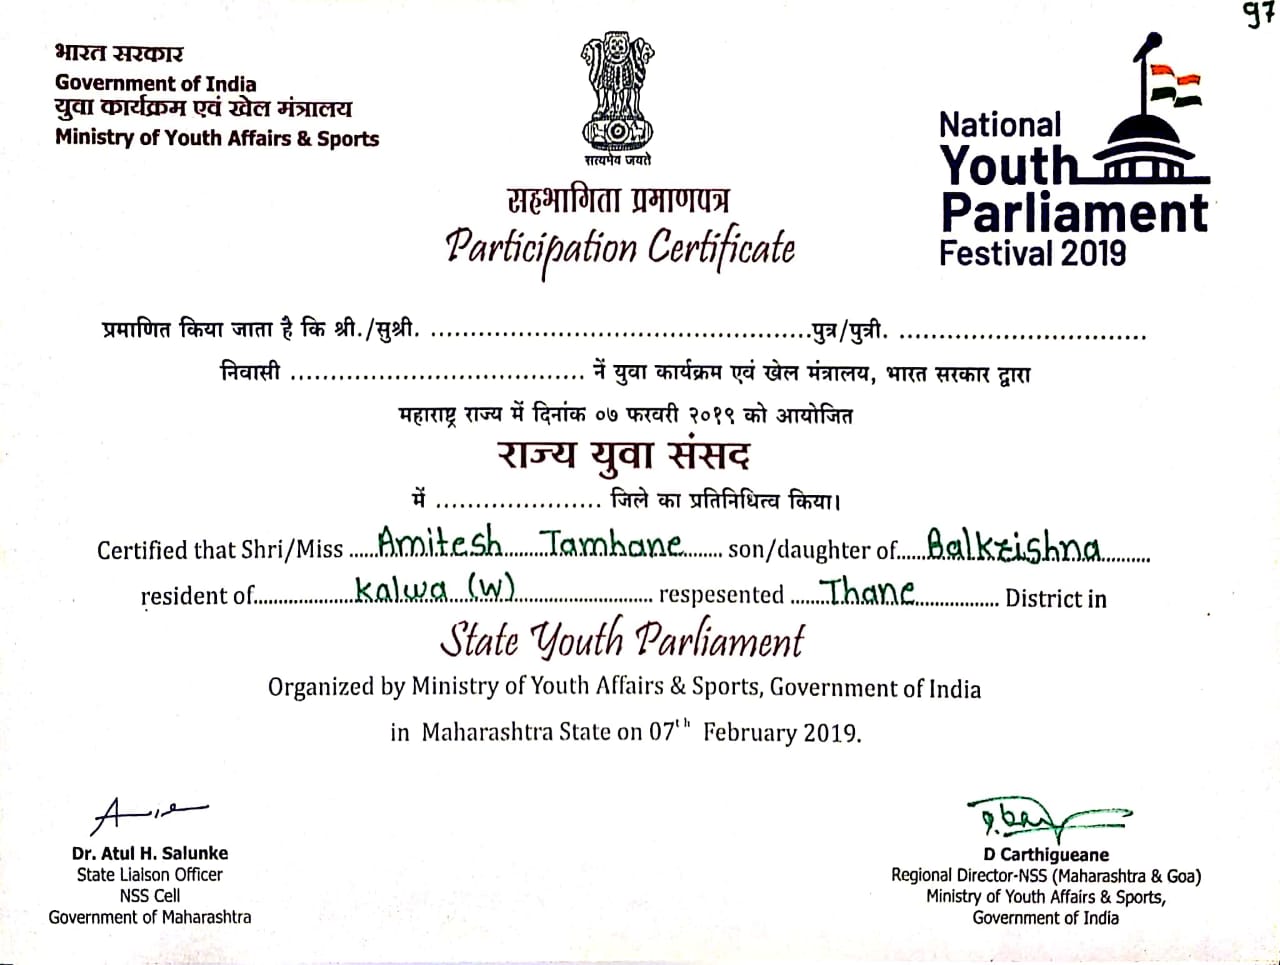 97
भारत सरकार
Government of India
युवा कार्यक्रम एवं खेल मंत्रालय
Ministry of Youth Affairs & Sports
सत्यमेव जयते
National
Youth
Parliament
Festival 2019
सहभागिता प्रमाणपत्र
Participation Certificate
प्रमाणित किया जाता है कि श्री./सुश्री. ......................................................पुत्र/पुत्री. ...................................
निवासी ......................................... नें युवा कार्यक्रम एवं खेल मंत्रालय, भारत सरकार द्वारा
महाराष्ट्र राज्य में दिनांक ०७ फरवरी २०१९ को आयोजित
राज्य युवा संसद
में ....................... जिले का प्रतिनिधित्व किया।
Certified that Shri/Miss ......Amitesh........Tamhane........ son/daughter of......Balkrishna...........
resident of....................Kalwa (W)............................ respesented ........Thane................. District in
State Youth Parliament
Organized by Ministry of Youth Affairs & Sports, Government of India
in Maharashtra State on 07th February 2019.
Dr. Atul H. Salunke
State Liaison Officer
NSS Cell
Government of Maharashtra
D Carthigueane
Regional Director-NSS (Maharashtra & Goa)
Ministry of Youth Affairs & Sports,
Government of India